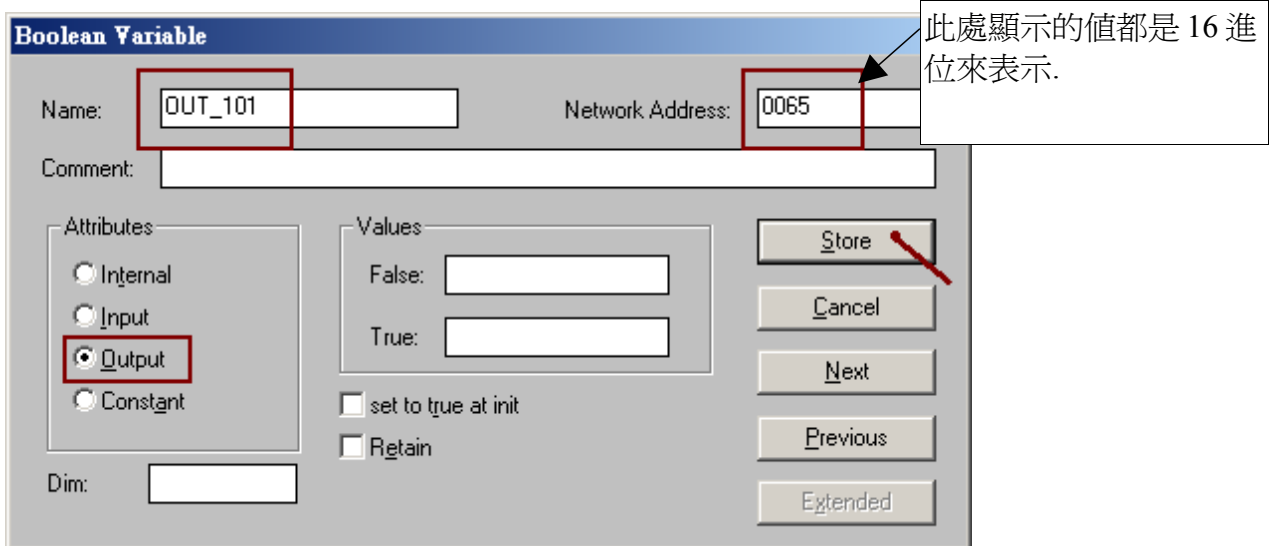 Boolean Variable
此處顯示的值都是 16 進
位來表示.
Name:
OUT_101
Network Address:
0065
Comment:
Attributes
Internal
Input
Output
Constant
Values
False:
True:
set to true at init
Retain
Dim:
Store
Cancel
Next
Previous
Extended